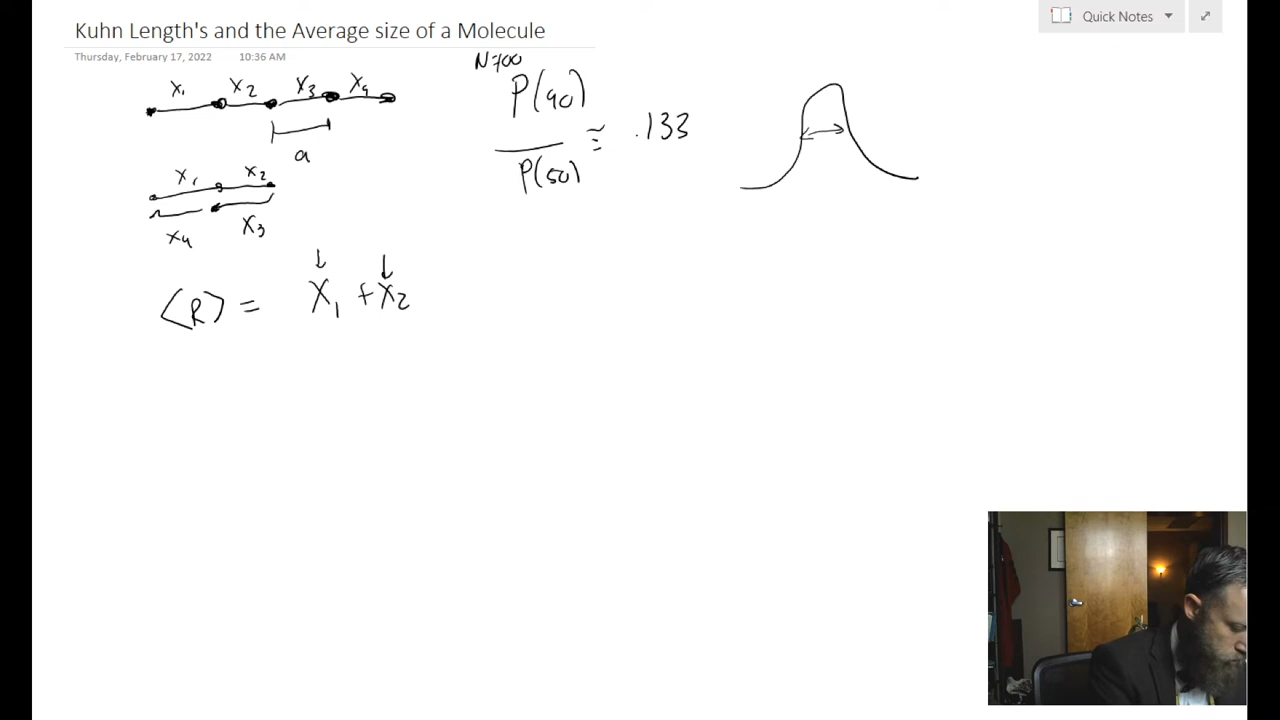 Kuhn Length's and the Average size of a Molecule
Quick Notes
Thursday, February 17, 2022 10:36 AM
X₁ X₂ X₃ X₄
a
X₁ X₂
X₄ X₃
P(40)
P(50)
≅ .133
⟨R⟩ = X₁ + X₂